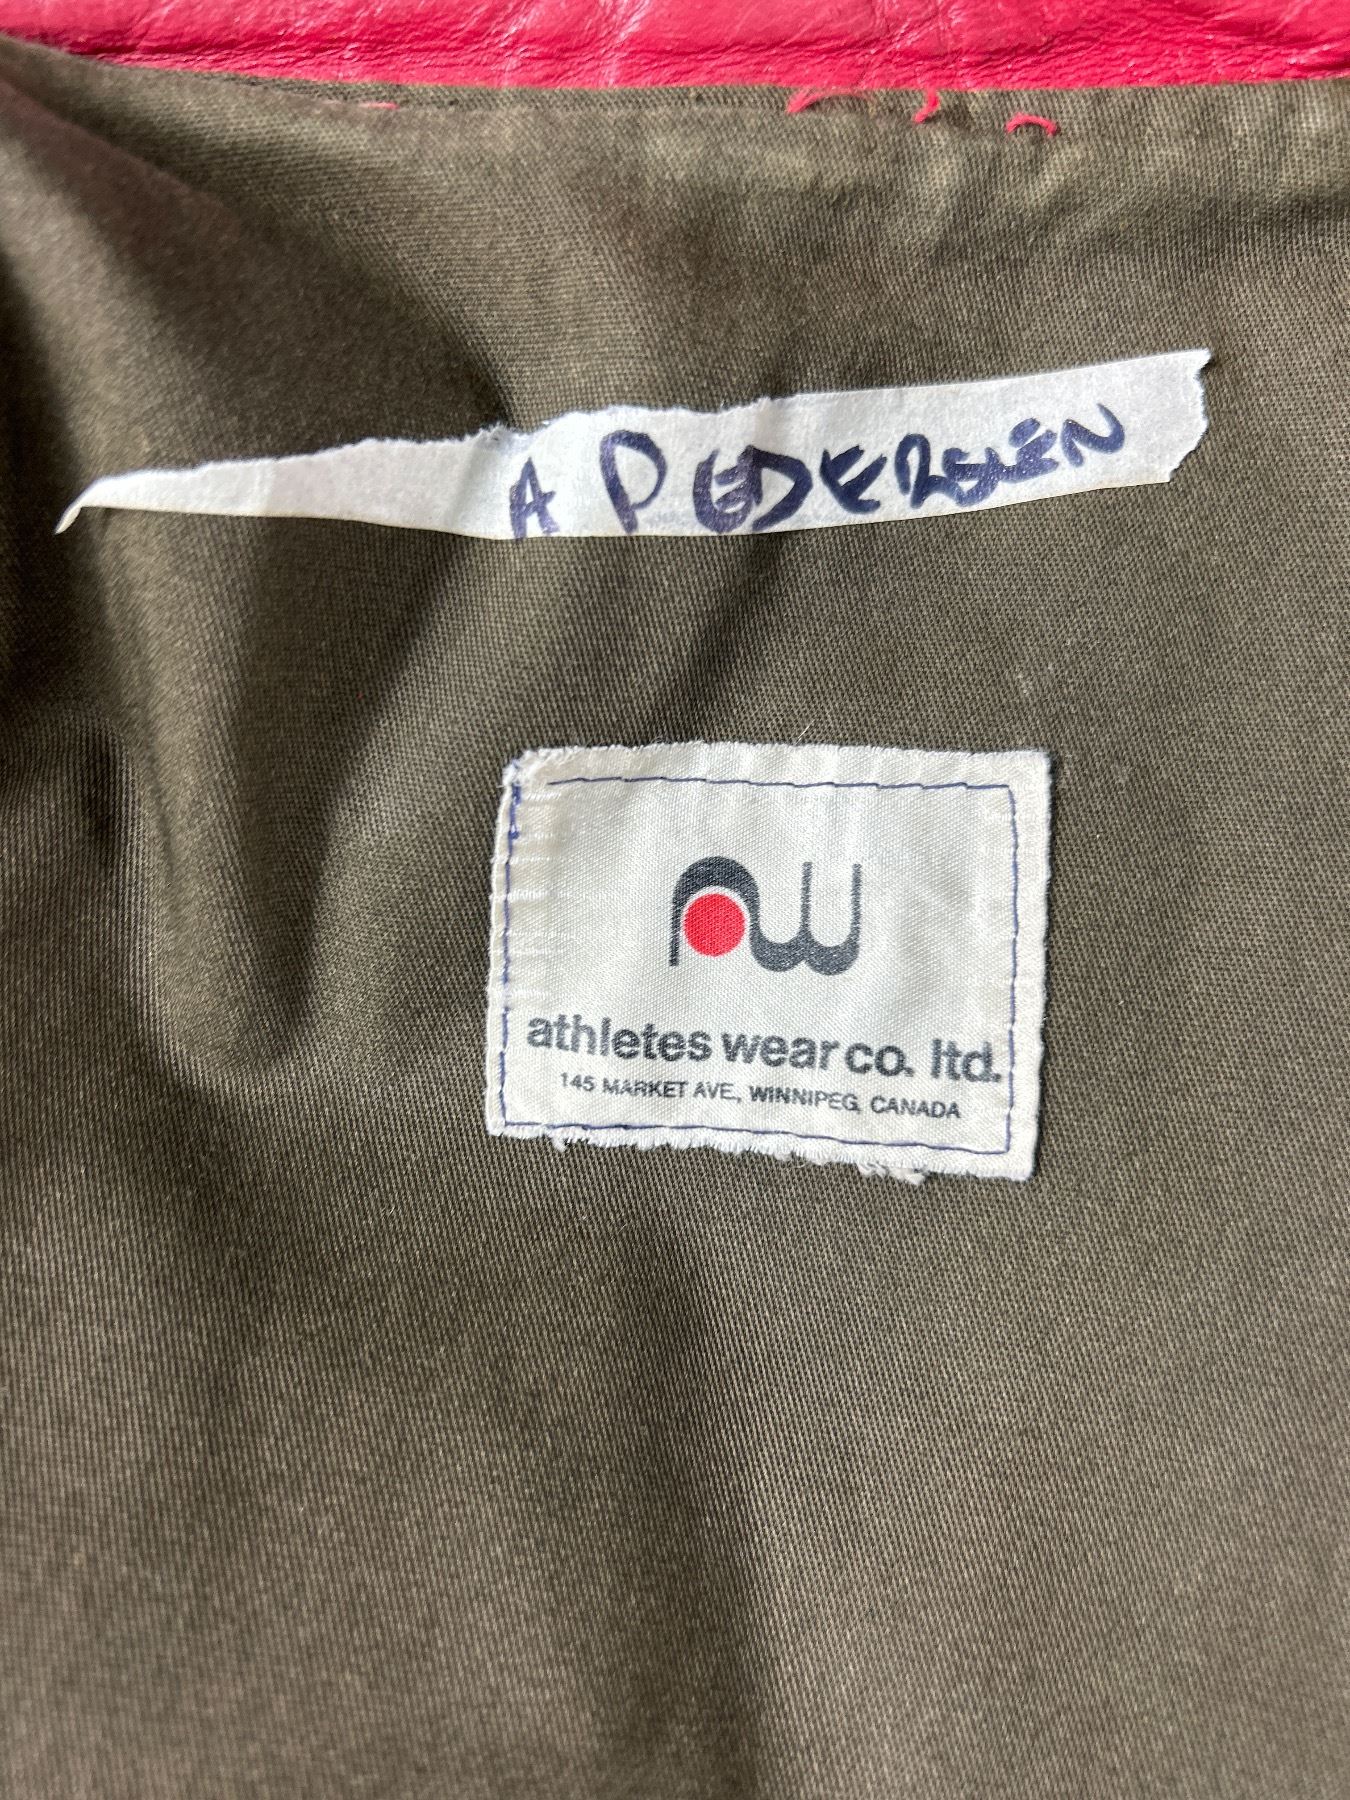 A PEDERSEN
aw
athletes wear co. ltd.
145 MARKET AVE., WINNIPEG, CANADA